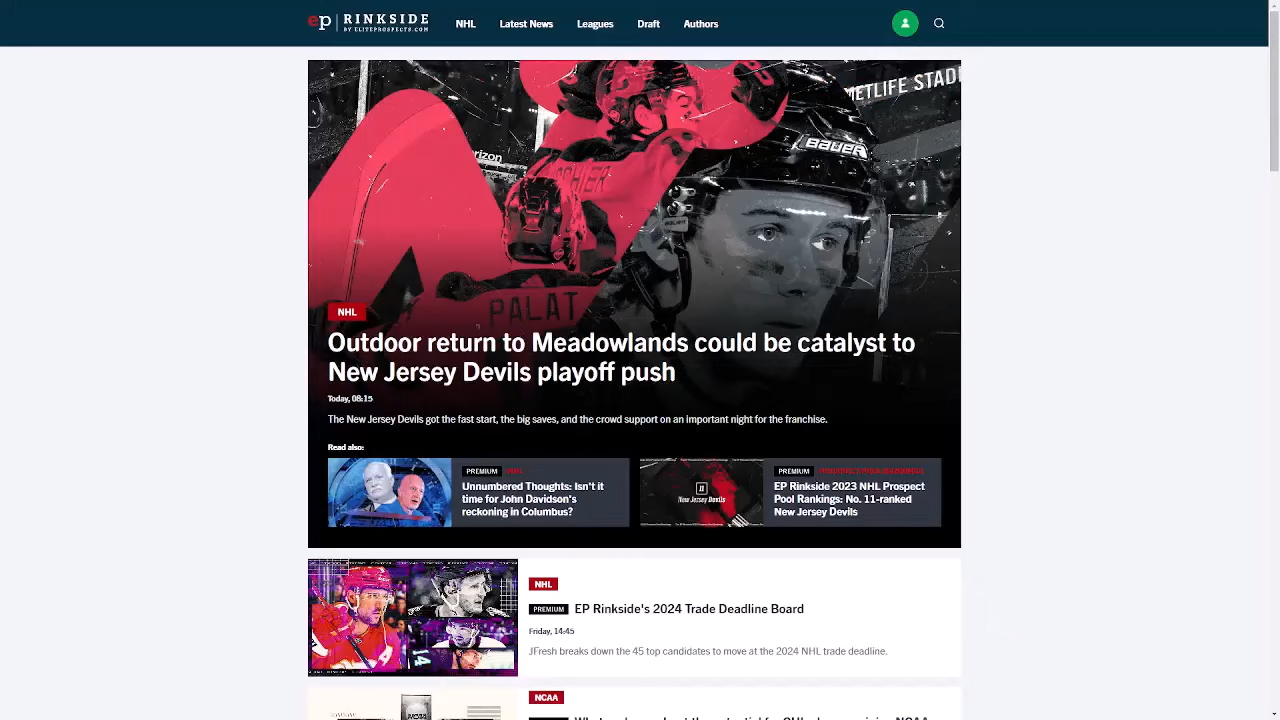 ep RINKSIDE
BY ELITEPROSPECTS.COM
NHL
Latest News
Leagues
Draft
Authors
METLIFE STADI
rizon
BAUER
PALAT
NHL
Outdoor return to Meadowlands could be catalyst to
New Jersey Devils playoff push
Today, 08:15
The New Jersey Devils got the fast start, the big saves, and the crowd support on an important night for the franchise.
Read also:
PREMIUM NHL
Unnumbered Thoughts: Isn't it
time for John Davidson's
reckoning in Columbus?
New Jersey Devils
PREMIUM
EP Rinkside 2023 NHL Prospect
Pool Rankings: No. 11-ranked
New Jersey Devils
14
NHL
PREMIUM EP Rinkside's 2024 Trade Deadline Board
Friday, 14:45
JFresh breaks down the 45 top candidates to move at the 2024 NHL trade deadline.
NCAA
NCAA